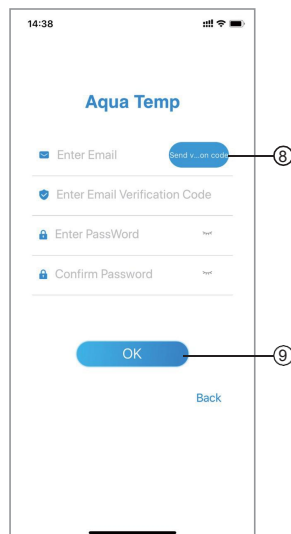 14:38
Aqua Temp
Enter Email
Send v...on code
8
Enter Email Verification Code
Enter PassWord
Confirm Password
OK
9
Back